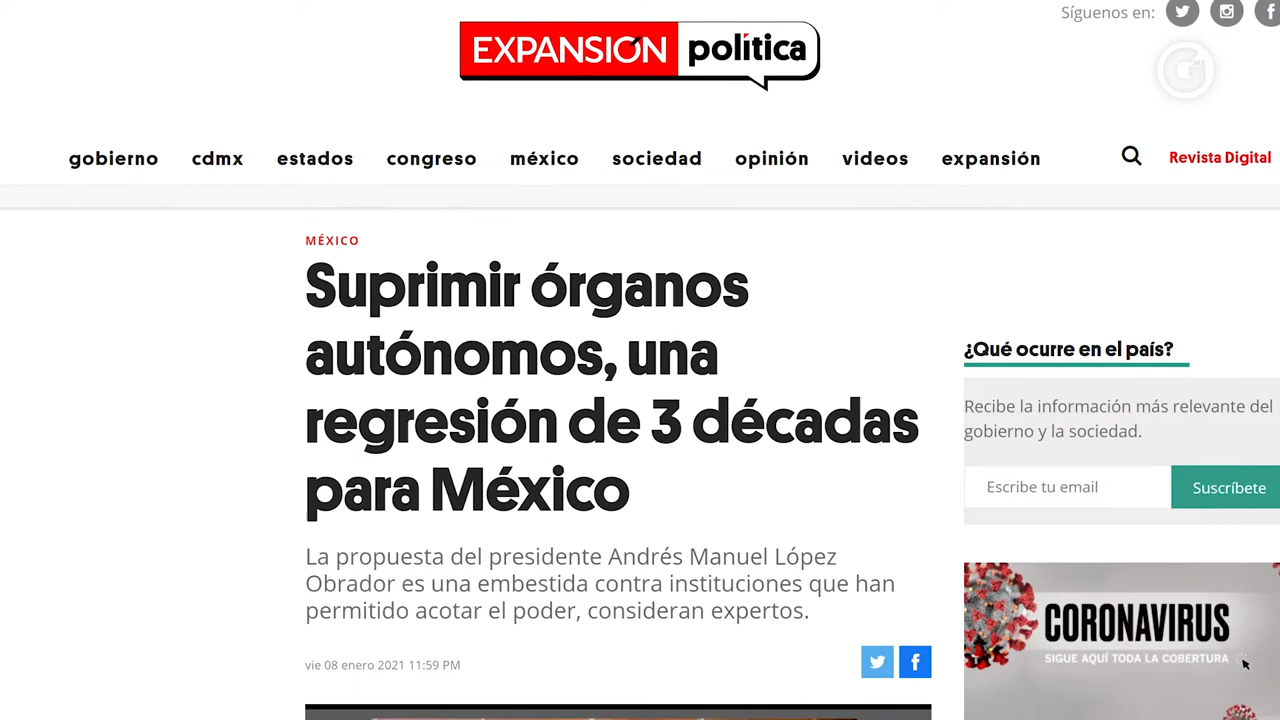 Síguenos en:
EXPANSIÓN política
gobierno cdmx estados congreso méxico sociedad opinión videos expansión Revista Digital
MÉXICO
Suprimir órganos
autónomos, una
regresión de 3 décadas
para México
La propuesta del presidente Andrés Manuel López
Obrador es una embestida contra instituciones que han
permitido acotar el poder, consideran expertos.
vie 08 enero 2021 11:59 PM
¿Qué ocurre en el país?
Recibe la información más relevante del
gobierno y la sociedad.
Escribe tu email Suscríbete
CORONAVIRUS
SIGUE AQUÍ TODA LA COBERTURA